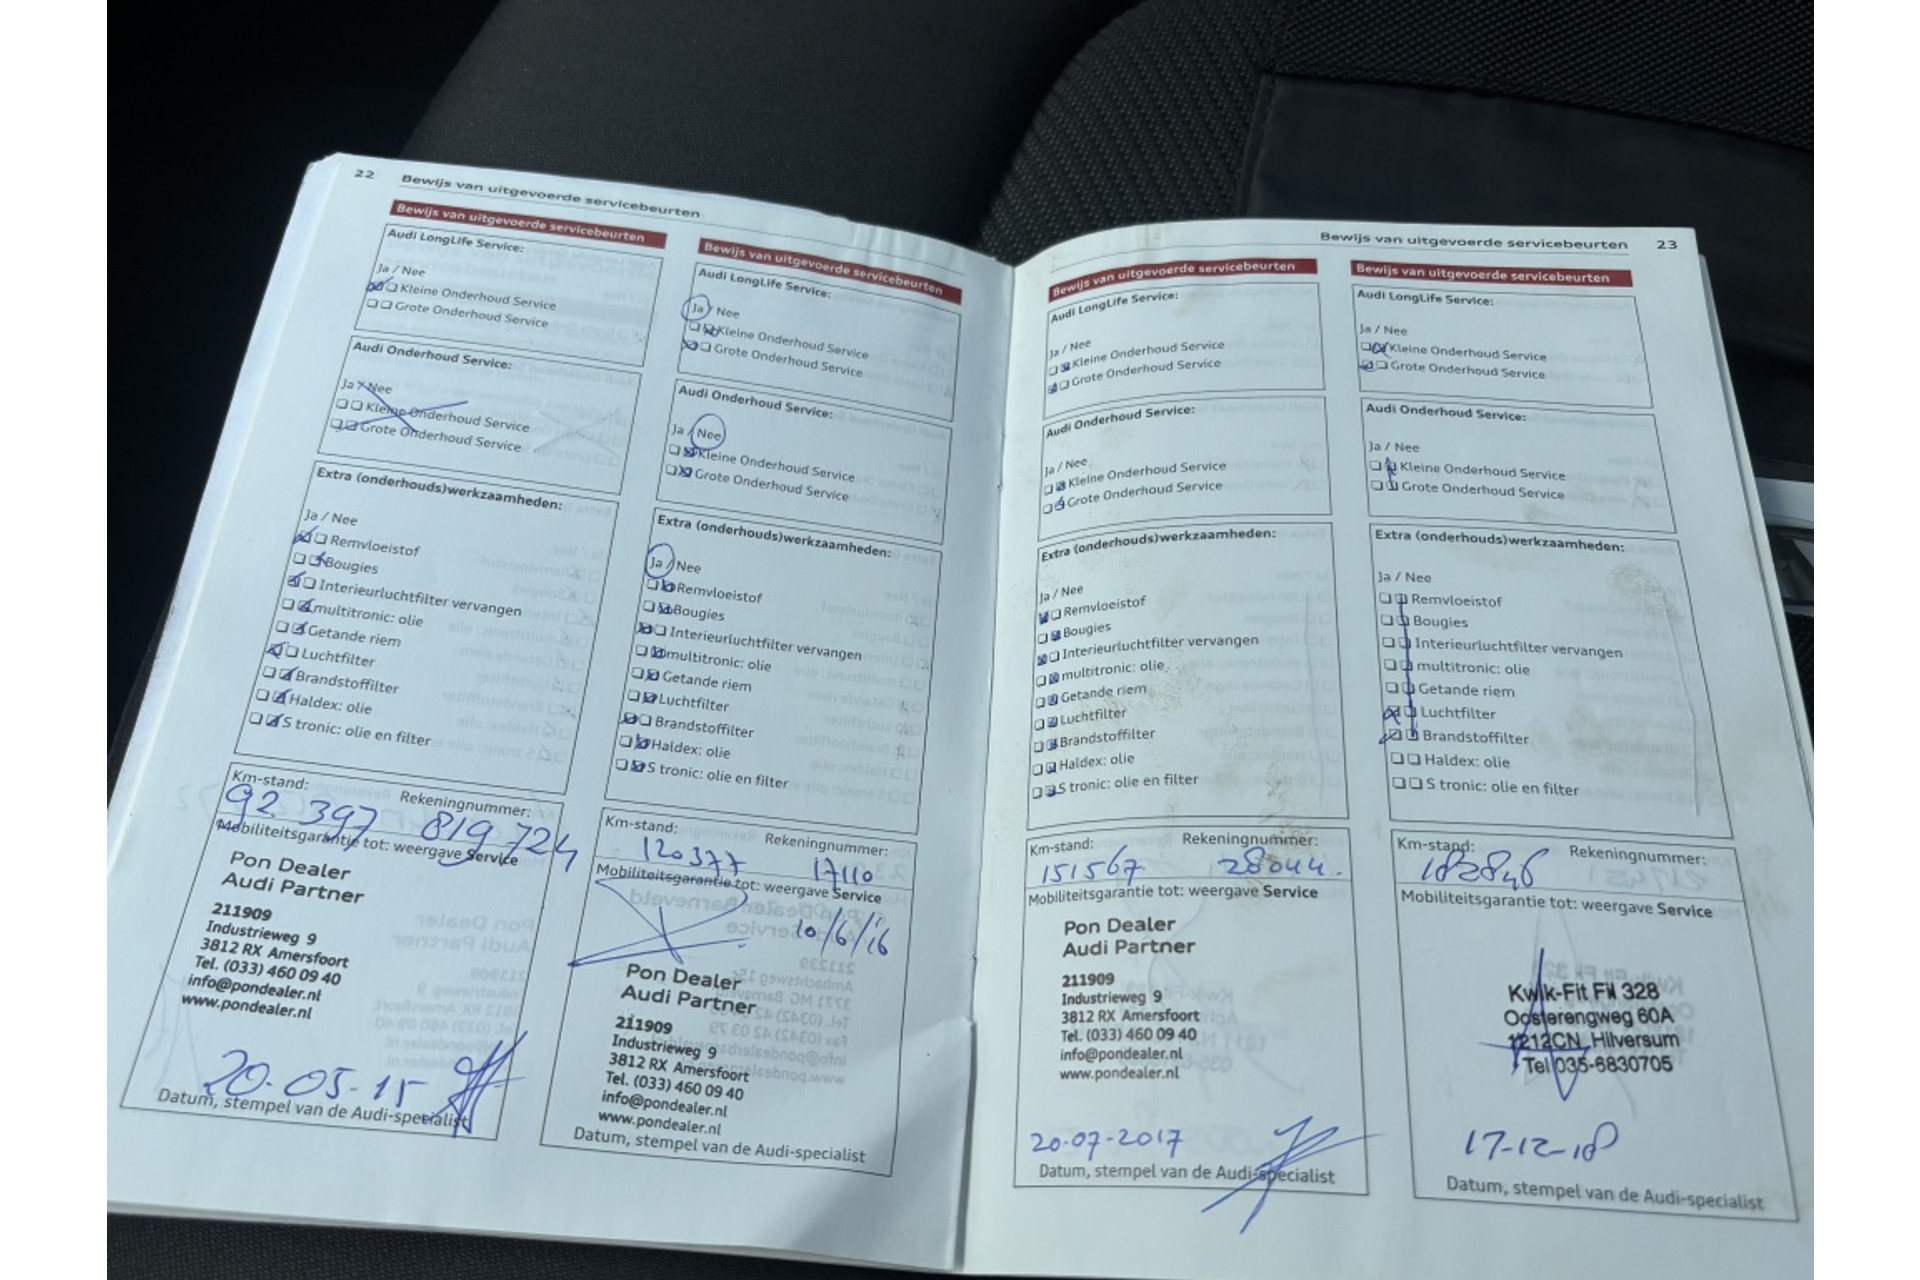 22 Bewijs van uitgevoerde servicebeurten
Bewijs van uitgevoerde servicebeurten
Audi LongLife Service:
Ja / Nee
Kleine Onderhoud Service
Grote Onderhoud Service
Audi Onderhoud Service:
Ja / Nee
Kleine Onderhoud Service
Grote Onderhoud Service
Extra (onderhouds)werkzaamheden:
Ja / Nee
Remvloeistof
Bougies
Interieurluchtfilter vervangen
multitronic: olie
Getande riem
Luchtfilter
Brandstoffilter
Haldex: olie
S tronic: olie en filter
Km-stand: Rekeningnummer:
92 397 819 724
Mobiliteitsgarantie tot: weergave Service
Pon Dealer
Audi Partner
211909
Industrieweg 9
3812 RX Amersfoort
Tel. (033) 460 09 40
info@pondealer.nl
www.pondealer.nl
20-05-15
Datum, stempel van de Audi-specialist
Bewijs van uitgevoerde servicebeurten
Audi LongLife Service:
Ja / Nee
Kleine Onderhoud Service
Grote Onderhoud Service
Audi Onderhoud Service:
Ja / Nee
Kleine Onderhoud Service
Grote Onderhoud Service
Extra (onderhouds)werkzaamheden:
Ja / Nee
Remvloeistof
Bougies
Interieurluchtfilter vervangen
multitronic: olie
Getande riem
Luchtfilter
Brandstoffilter
Haldex: olie
S tronic: olie en filter
Km-stand: Rekeningnummer:
120377 17110
Mobiliteitsgarantie tot: weergave Service
10/6/16
Pon Dealer
Audi Partner
211909
Industrieweg 9
3812 RX Amersfoort
Tel. (033) 460 09 40
info@pondealer.nl
www.pondealer.nl
Datum, stempel van de Audi-specialist
Bewijs van uitgevoerde servicebeurten 23
Bewijs van uitgevoerde servicebeurten
Audi LongLife Service:
Ja / Nee
Kleine Onderhoud Service
Grote Onderhoud Service
Audi Onderhoud Service:
Ja / Nee
Kleine Onderhoud Service
Grote Onderhoud Service
Extra (onderhouds)werkzaamheden:
Ja / Nee
Remvloeistof
Bougies
Interieurluchtfilter vervangen
multitronic: olie
Getande riem
Luchtfilter
Brandstoffilter
Haldex: olie
S tronic: olie en filter
Km-stand: Rekeningnummer:
151567 28044.
Mobiliteitsgarantie tot: weergave Service
Pon Dealer
Audi Partner
211909
Industrieweg 9
3812 RX Amersfoort
Tel. (033) 460 09 40
info@pondealer.nl
www.pondealer.nl
20-07-2017
Datum, stempel van de Audi-specialist
Bewijs van uitgevoerde servicebeurten
Audi LongLife Service:
Ja / Nee
Kleine Onderhoud Service
Grote Onderhoud Service
Audi Onderhoud Service:
Ja / Nee
Kleine Onderhoud Service
Grote Onderhoud Service
Extra (onderhouds)werkzaamheden:
Ja / Nee
Remvloeistof
Bougies
Interieurluchtfilter vervangen
multitronic: olie
Getande riem
Luchtfilter
Brandstoffilter
Haldex: olie
S tronic: olie en filter
Km-stand: Rekeningnummer:
182846
Mobiliteitsgarantie tot: weergave Service
Kwik-Fit FN 328
Oosterengweg 60A
1212CN Hilversum
Tel 035-6830705
17-12-18
Datum, stempel van de Audi-specialist